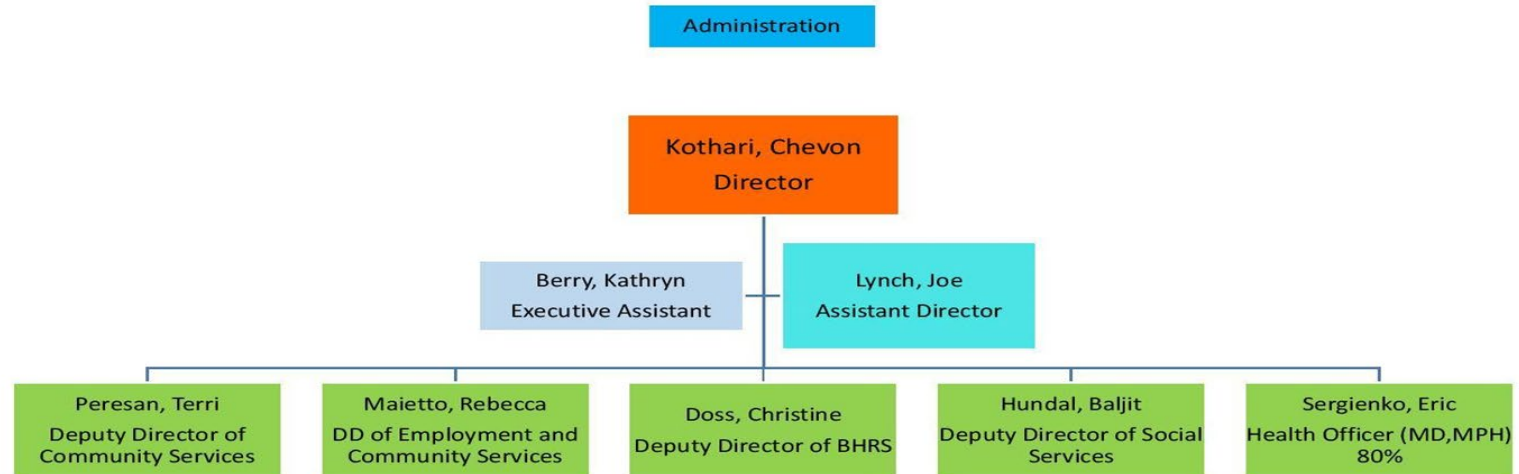 Administration
Kothari, Chevon
Director
Berry, Kathryn
Executive Assistant
Lynch, Joe
Assistant Director
Peresan, Terri
Deputy Director of
Community Services
Maietto, Rebecca
DD of Employment and
Community Services
Doss, Christine
Deputy Director of BHRS
Hundal, Baljit
Deputy Director of Social
Services
Sergienko, Eric
Health Officer (MD,MPH)
80%